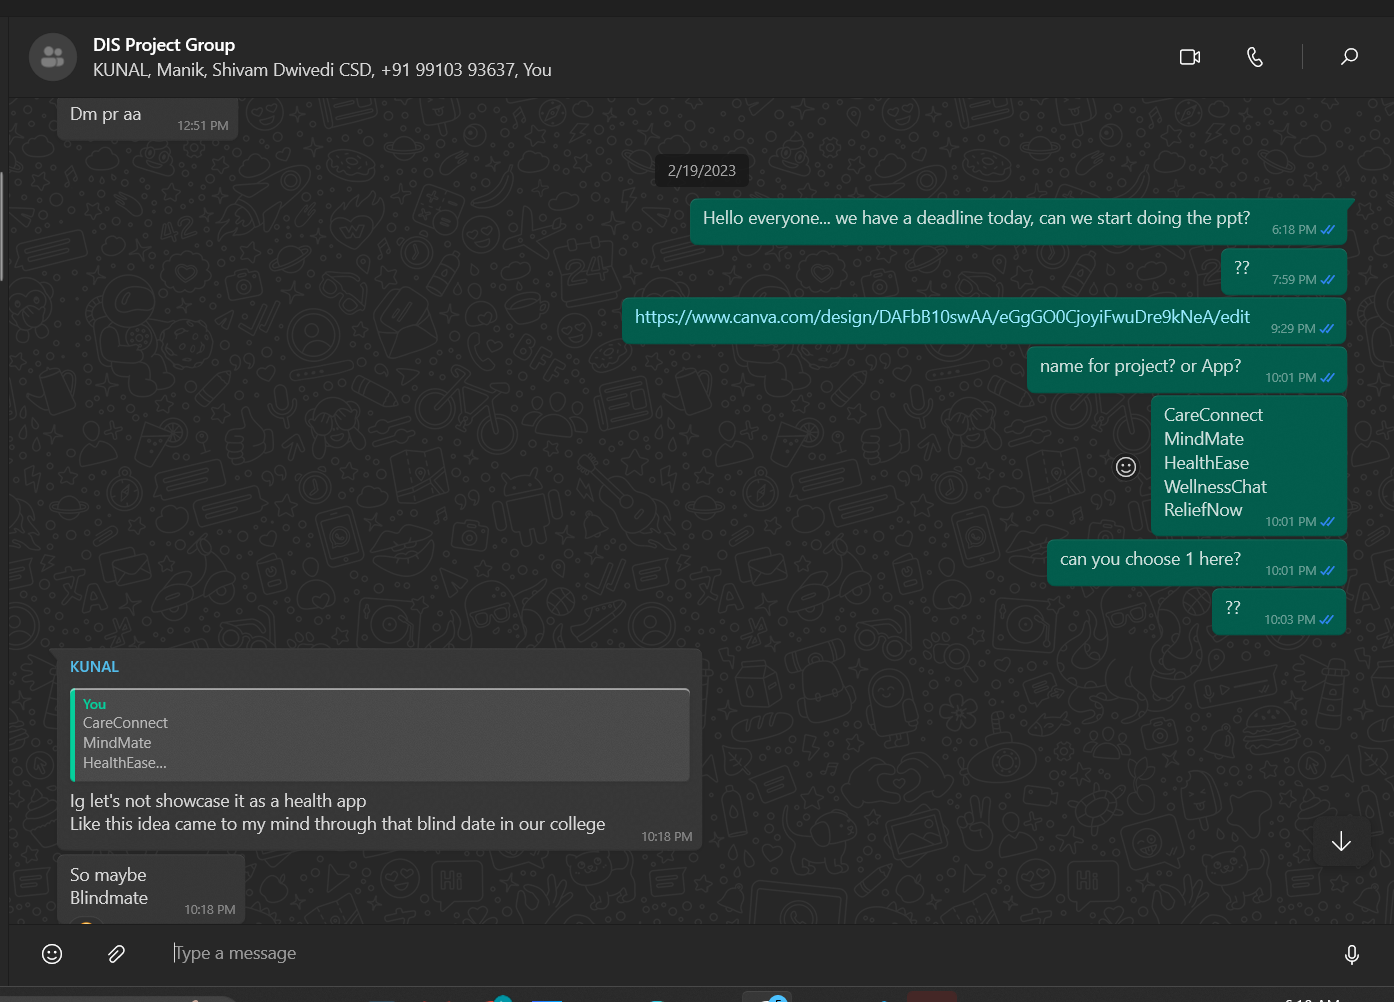 DIS Project Group
KUNAL, Manik, Shivam Dwivedi CSD, +91 99103 93637, You
Dm pr aa
12:51 PM
2/19/2023
Hello everyone... we have a deadline today, can we start doing the ppt?
6:18 PM
??
7:59 PM
https://www.canva.com/design/DAFbB10swAA/eGgGO0CjoyiFwuDre9kNeA/edit
9:29 PM
name for project? or App?
10:01 PM
CareConnect
MindMate
HealthEase
WellnessChat
ReliefNow
10:01 PM
can you choose 1 here?
10:01 PM
??
10:03 PM
KUNAL
You
CareConnect
MindMate
HealthEase...
Ig let's not showcase it as a health app
Like this idea came to my mind through that blind date in our college
10:18 PM
So maybe
Blindmate
10:18 PM
Type a message